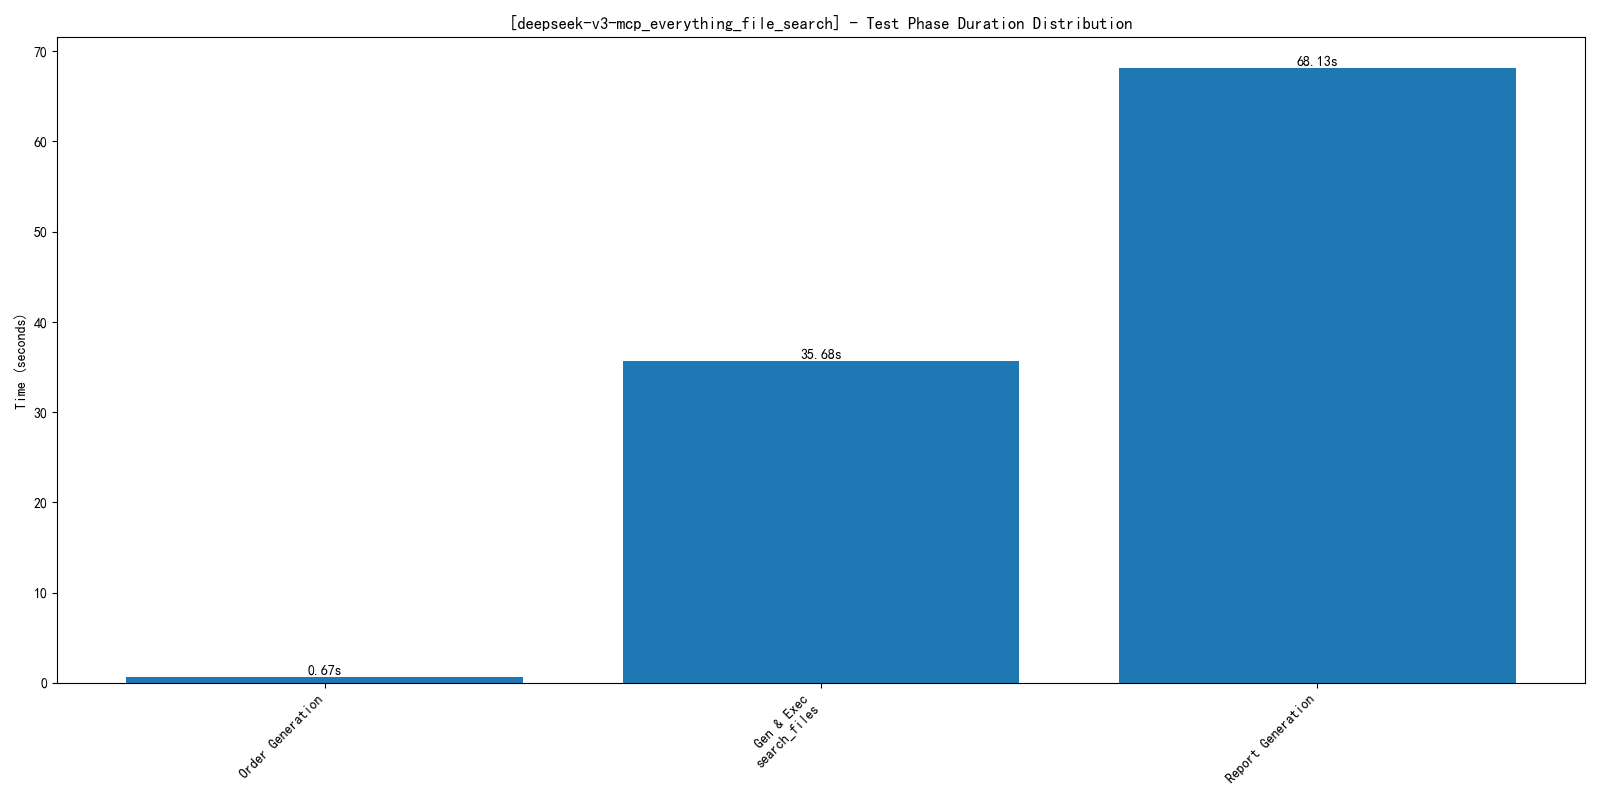 [deepseek-v3-mcp_everything_file_search] - Test Phase Duration Distribution
70
60
50
40
30
20
10
0
Time (seconds)
0.67s
35.68s
68.13s
Order Generation
Gen & Exec
search_files
Report Generation